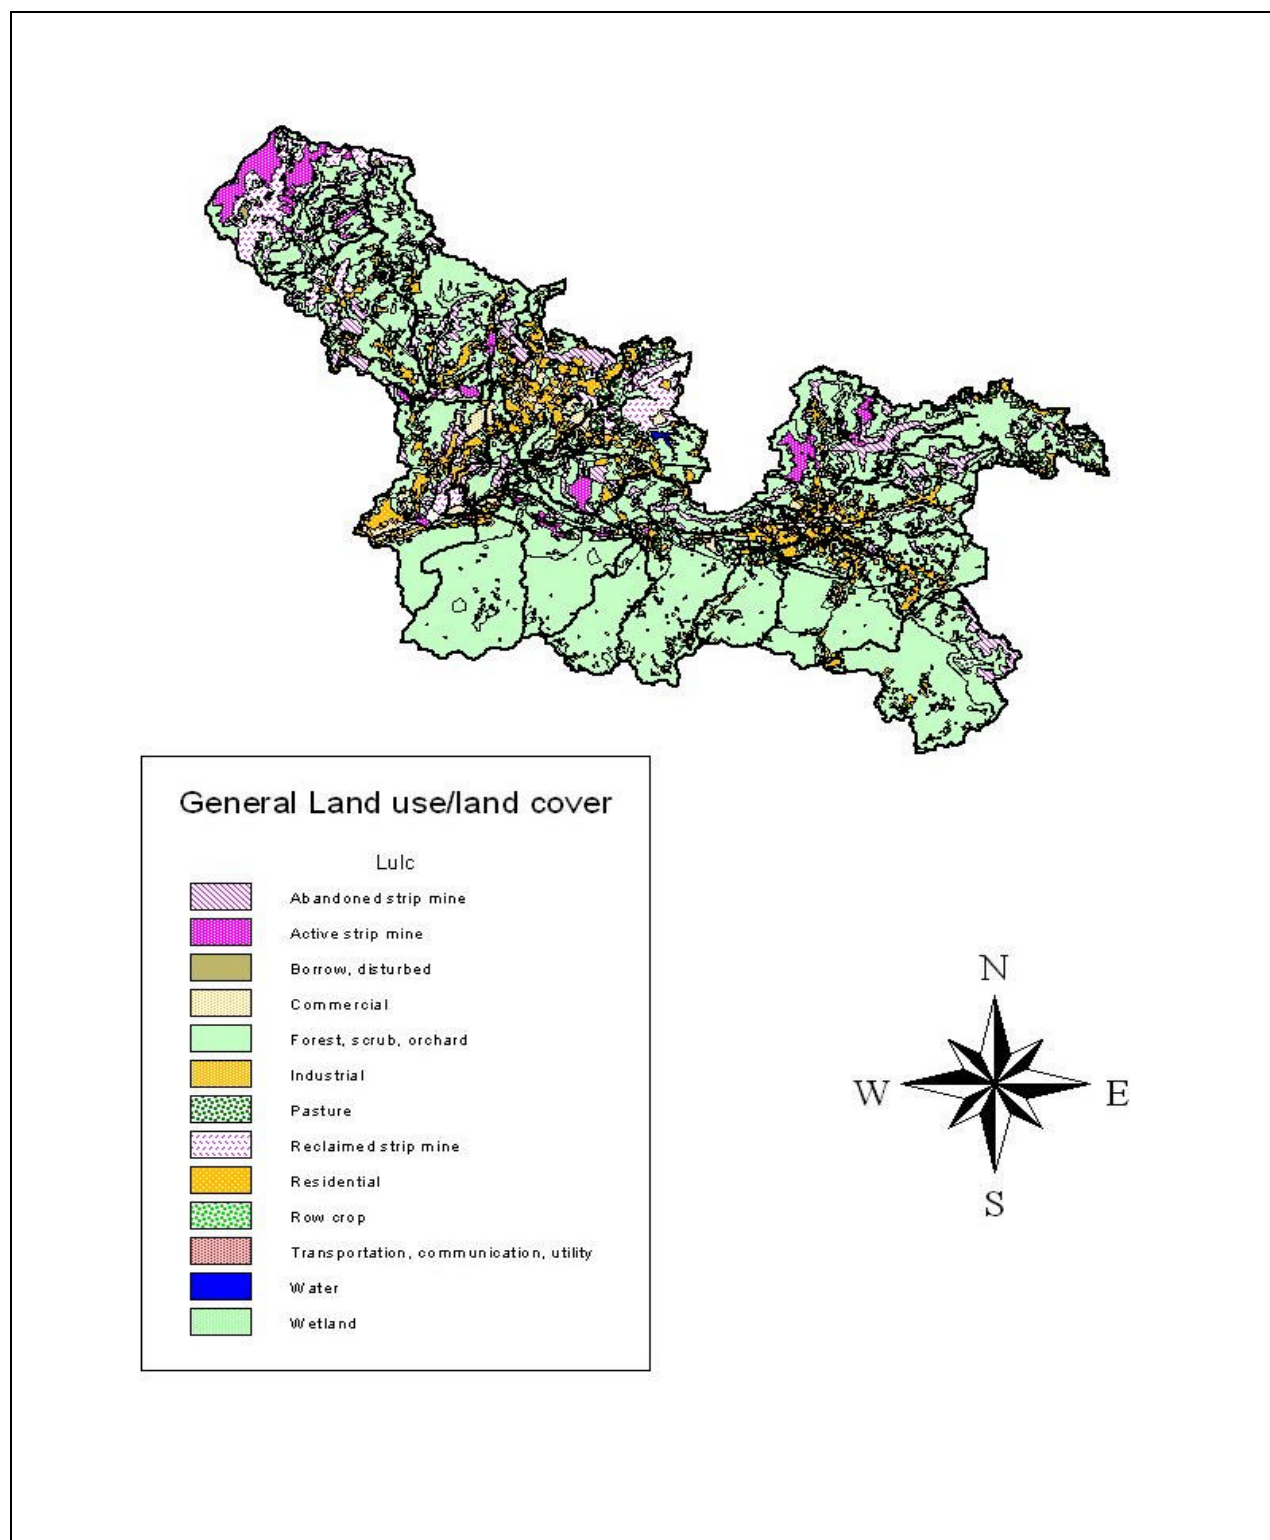 General Land use/land cover
Lulc
Abandoned strip mine
Active strip mine
Borrow, disturbed
Commercial
Forest, scrub, orchard
Industrial
Pasture
Reclaimed strip mine
Residential
Row crop
Transportation, communication, utility
Water
Wetland
N
W E
S